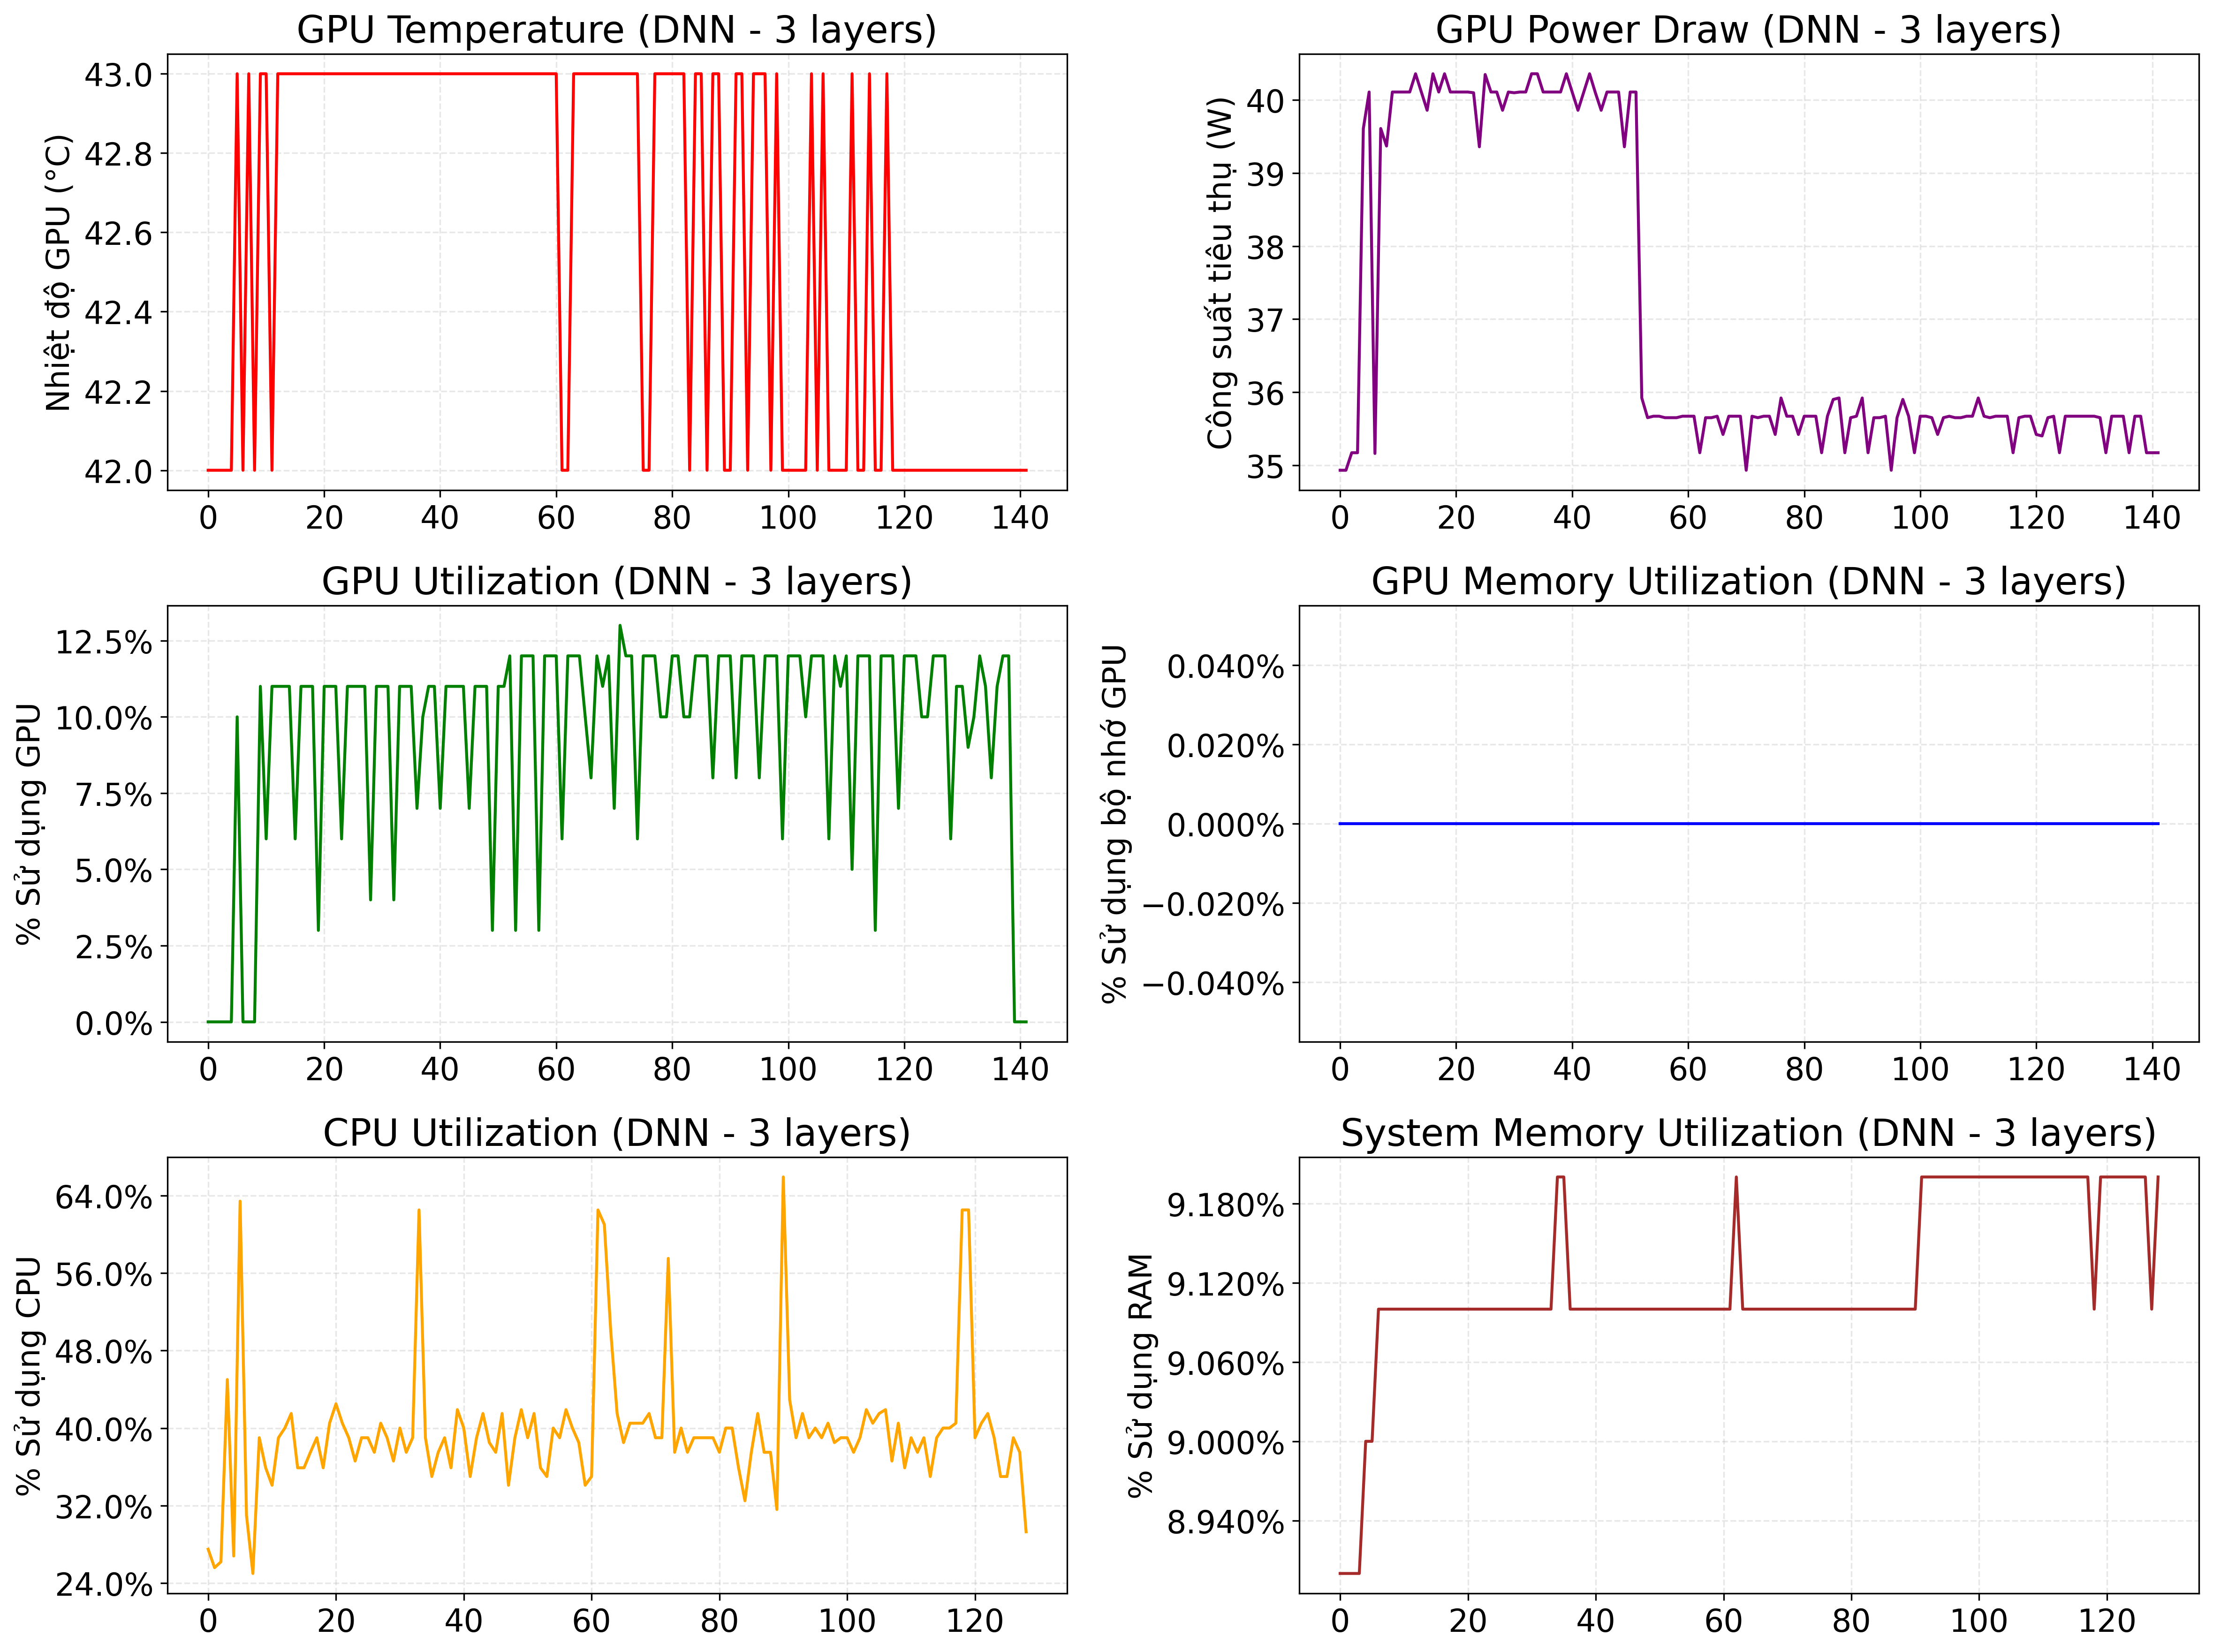 GPU Temperature (DNN - 3 layers)
Nhiệt độ GPU (°C)
43.0
42.8
42.6
42.4
42.2
42.0
0 20 40 60 80 100 120 140
GPU Power Draw (DNN - 3 layers)
Công suất tiêu thụ (W)
40
39
38
37
36
35
0 20 40 60 80 100 120 140
GPU Utilization (DNN - 3 layers)
% Sử dụng GPU
12.5%
10.0%
7.5%
5.0%
2.5%
0.0%
0 20 40 60 80 100 120 140
GPU Memory Utilization (DNN - 3 layers)
% Sử dụng bộ nhớ GPU
0.040%
0.020%
0.000%
−0.020%
−0.040%
0 20 40 60 80 100 120 140
CPU Utilization (DNN - 3 layers)
% Sử dụng CPU
64.0%
56.0%
48.0%
40.0%
32.0%
24.0%
0 20 40 60 80 100 120
System Memory Utilization (DNN - 3 layers)
% Sử dụng RAM
9.180%
9.120%
9.060%
9.000%
8.940%
0 20 40 60 80 100 120